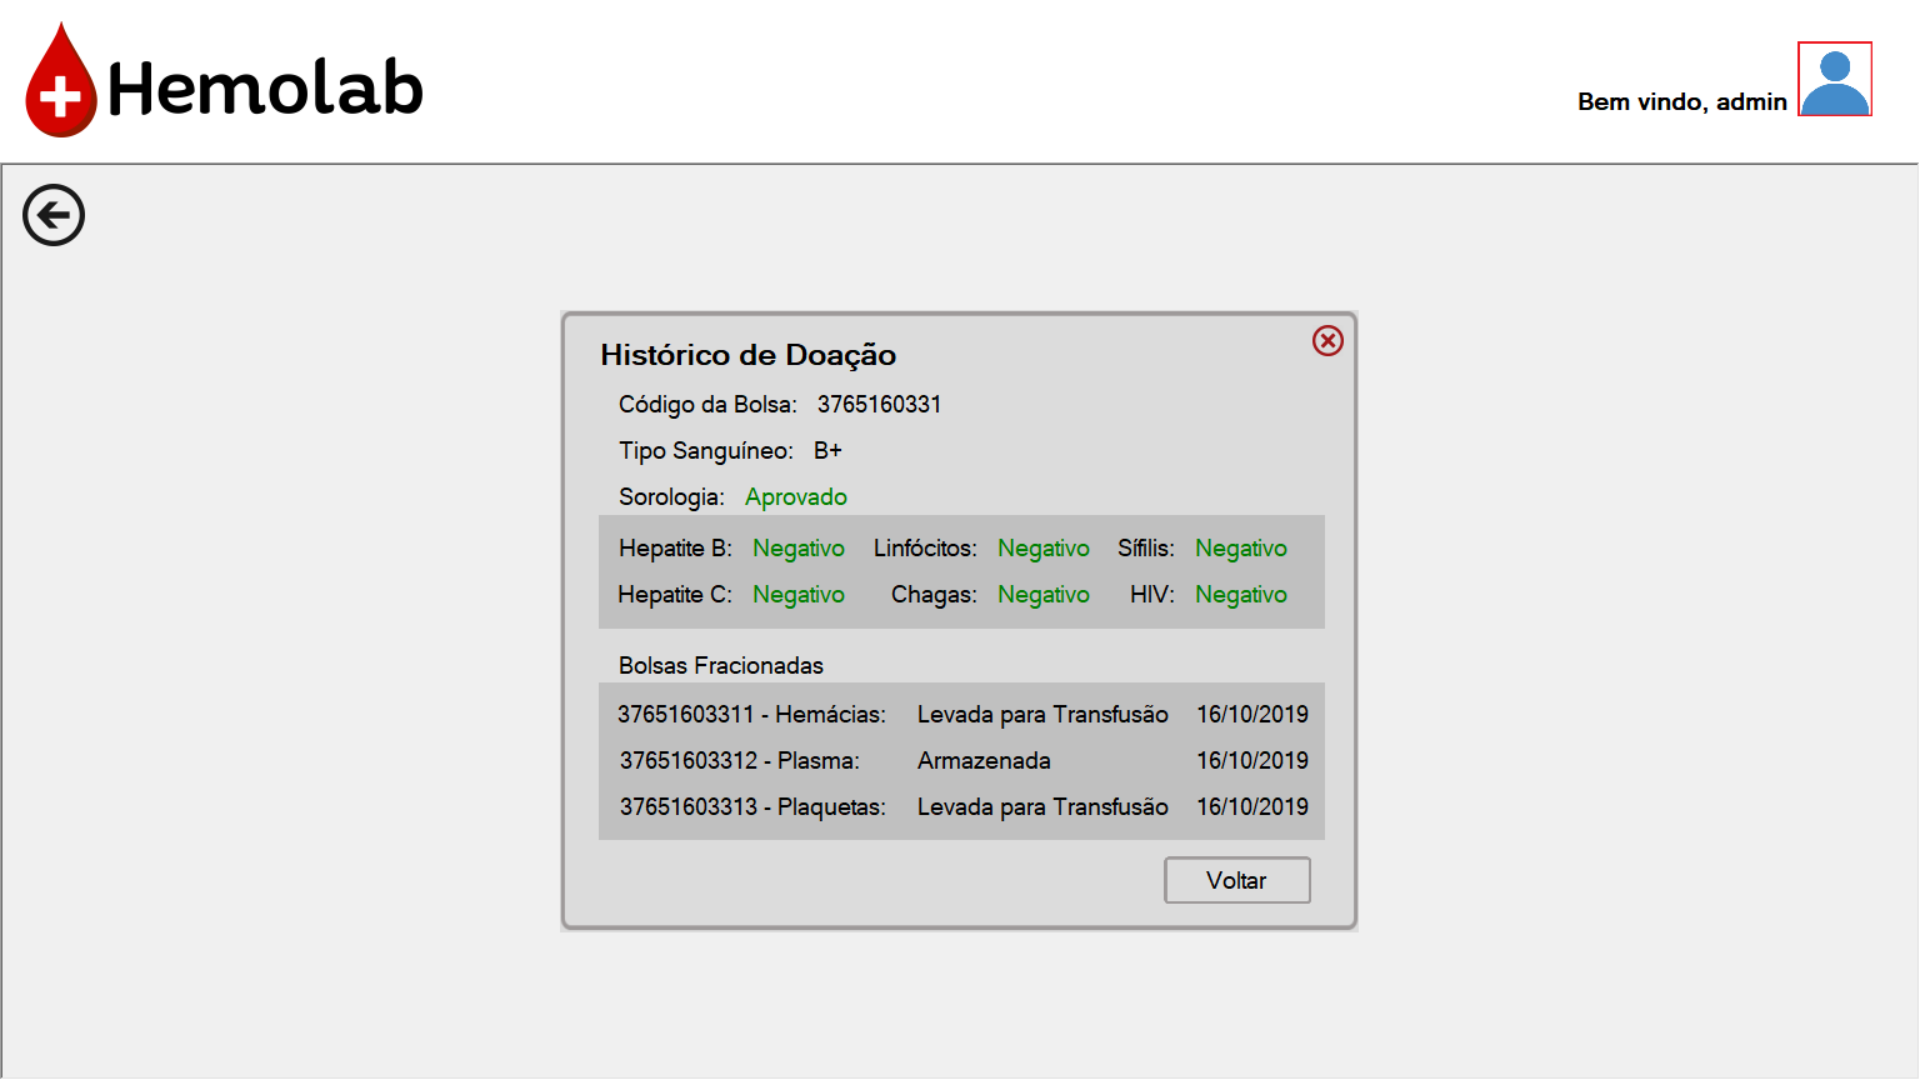 Hemolab
Bem vindo, admin
Histórico de Doação
Código da Bolsa: 3765160331
Tipo Sanguíneo: B+
Sorologia: Aprovado
Hepatite B: Negativo Linfócitos: Negativo Sífilis: Negativo
Hepatite C: Negativo Chagas: Negativo HIV: Negativo
Bolsas Fracionadas
37651603311 - Hemácias: Levada para Transfusão 16/10/2019
37651603312 - Plasma: Armazenada 16/10/2019
37651603313 - Plaquetas: Levada para Transfusão 16/10/2019
Voltar